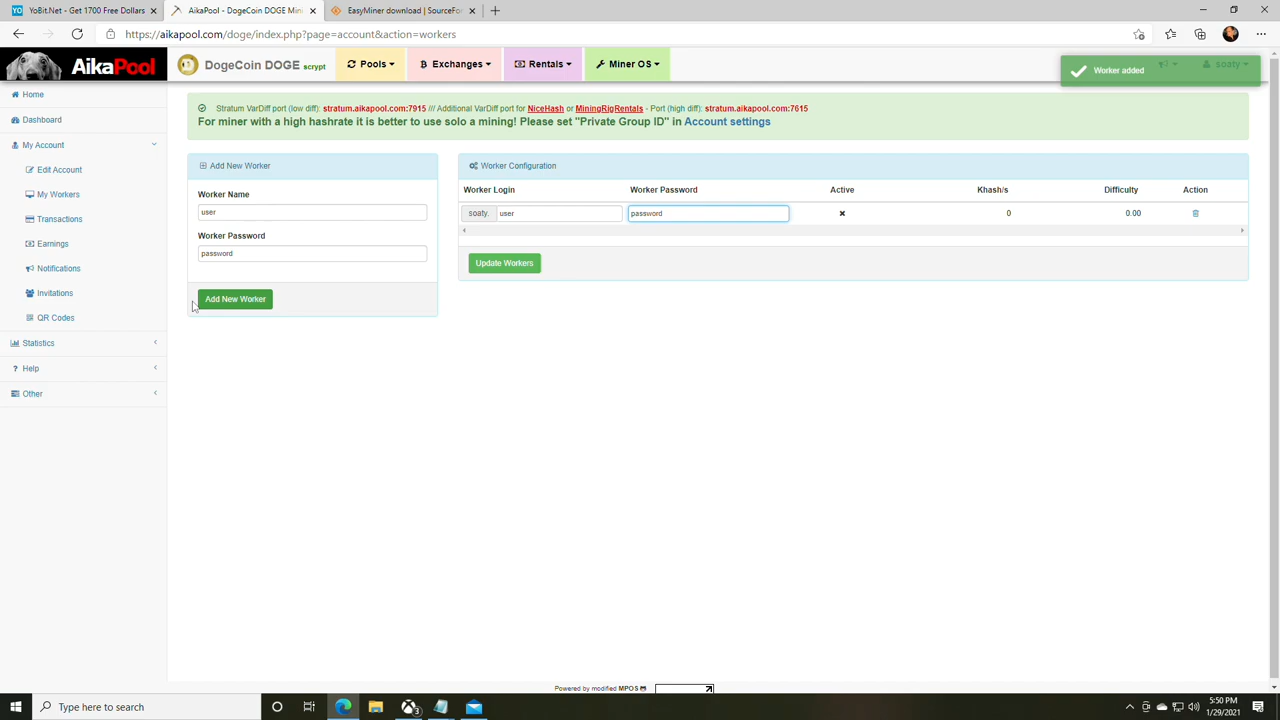 YoBit.Net - Get 1700 Free Dollars
AikaPool - DogeCoin DOGE Mini
EasyMiner download | SourceFor
https://aikapool.com/doge/index.php?page=account&action=workers
AikaPool
DogeCoin DOGE scrypt
Pools
Exchanges
Rentals
Miner OS
soaty
Worker added
Home
Dashboard
My Account
Edit Account
My Workers
Transactions
Earnings
Notifications
Invitations
QR Codes
Statistics
Help
Other
Stratum VarDiff port (low diff): stratum.aikapool.com:7915 /// Additional VarDiff port for NiceHash or MiningRigRentals - Port (high diff): stratum.aikapool.com:7615
For miner with a high hashrate it is better to use solo a mining! Please set "Private Group ID" in Account settings
Add New Worker
Worker Name
user
Worker Password
password
Add New Worker
Worker Configuration
Worker Login Worker Password Active Khash/s Difficulty Action
soaty. user password 0 0.00
Update Workers
Powered by modified MPOS
Type here to search
3
5:50 PM
1/29/2021